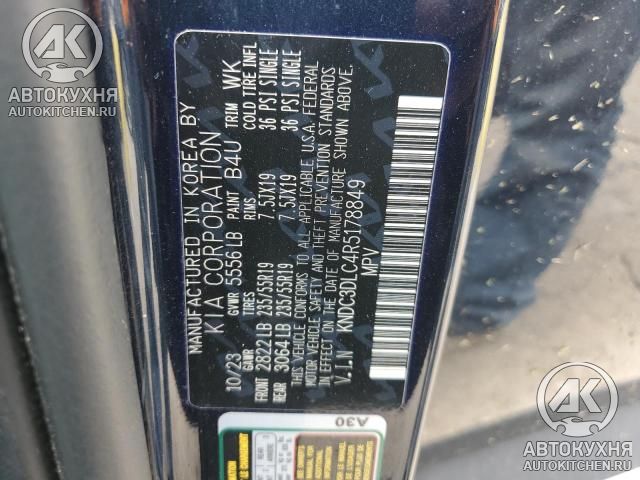 АК
АВТОКУХНЯ
AUTOKITCHEN.RU
MANUFACTURED IN KOREA BY
KIA CORPORATION
10/23 GVWR 5556 LB PAINT B4U TRIM WK
GAWR TIRES RIMS COLD TIRE INFL
FRONT 2822 LB 235/55R19 7.5JX19 36 PSI SINGLE
REAR 3064 LB 235/55R19 7.5JX19 36 PSI SINGLE
THIS VEHICLE CONFORMS TO ALL APPLICABLE U.S.A. FEDERAL
MOTOR VEHICLE SAFETY AND THEFT PREVENTION STANDARDS
IN EFFECT ON THE DATE OF MANUFACTURE SHOWN ABOVE.
V.I.N KNDC3DLC4R5178849
MPV
A30
АК
АВТОКУХНЯ
AUTOKITCHEN.RU